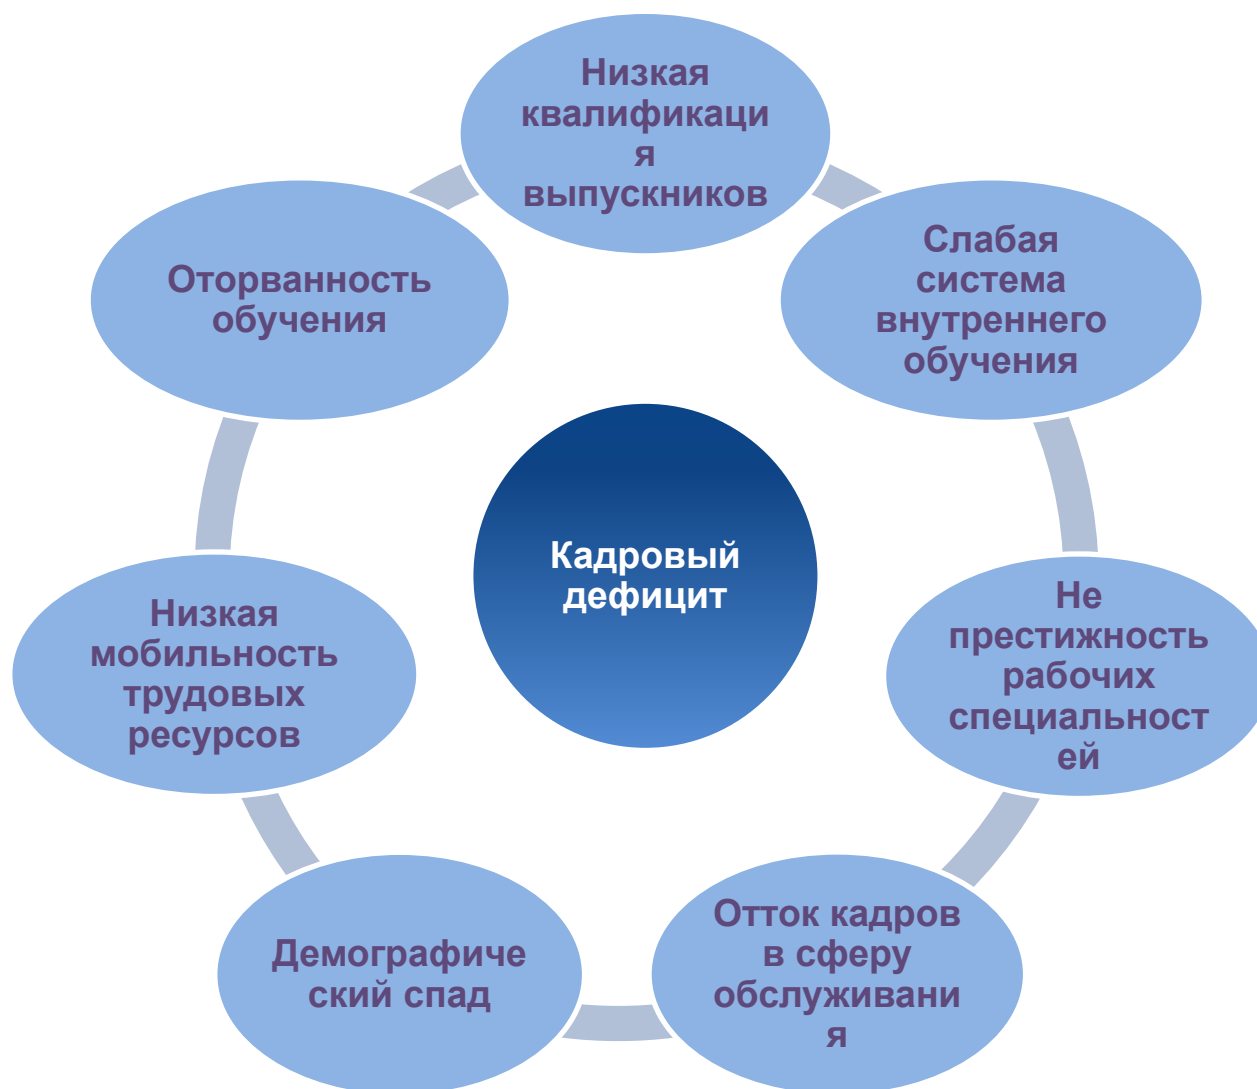 Низкая
квалификаци
я
выпускников
Слабая
система
внутреннего
обучения
Не
престижность
рабочих
специальност
ей
Отток кадров
в сферу
обслуживани
я
Демографиче
ский спад
Низкая
мобильность
трудовых
ресурсов
Оторванность
обучения
Кадровый
дефицит